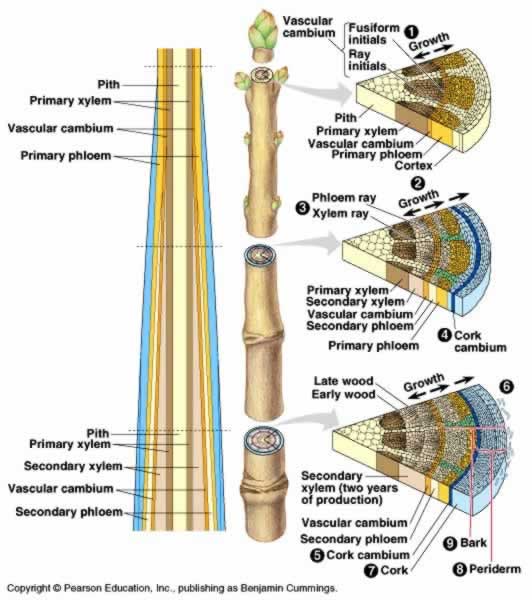 Pith
Primary xylem
Vascular cambium
Primary phloem
Pith
Primary xylem
Secondary xylem
Vascular cambium
Secondary phloem
Vascular
cambium
Fusiform
initials
Ray
initials
1
Growth
Pith
Primary xylem
Vascular cambium
Primary phloem
Cortex
2
Growth
3
Phloem ray
Xylem ray
Primary xylem
Secondary xylem
Vascular cambium
Secondary phloem
Primary phloem
4 Cork
cambium
Growth
6
Late wood
Early wood
Secondary
xylem (two years
of production)
Vascular cambium
Secondary phloem
5 Cork cambium
7 Cork
9 Bark
8 Periderm
Copyright © Pearson Education, Inc., publishing as Benjamin Cummings.